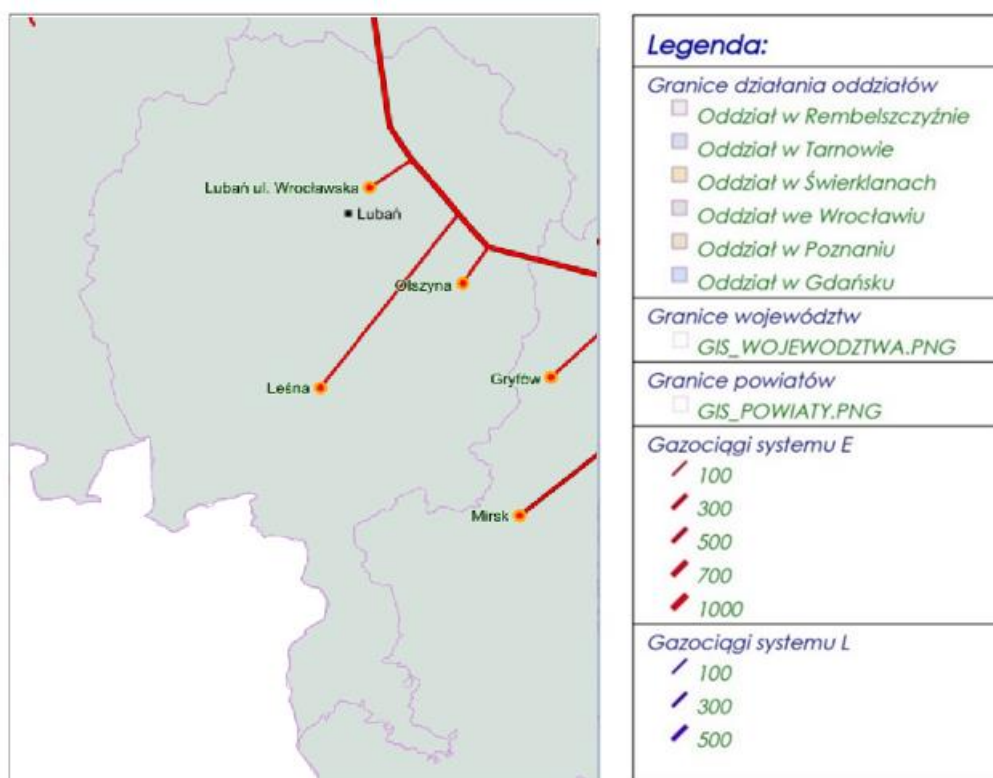 Lubań ul. Wrocławska
Lubań
Olszyna
Leśna
Gryfów
Mirsk
Legenda:
Granice działania oddziałów
Oddział w Rembelszczyźnie
Oddział w Tarnowie
Oddział w Świerklanach
Oddział we Wrocławiu
Oddział w Poznaniu
Oddział w Gdańsku
Granice województw
GIS_WOJEWODZTWA.PNG
Granice powiatów
GIS_POWIATY.PNG
Gazociągi systemu E
100
300
500
700
1000
Gazociągi systemu L
100
300
500